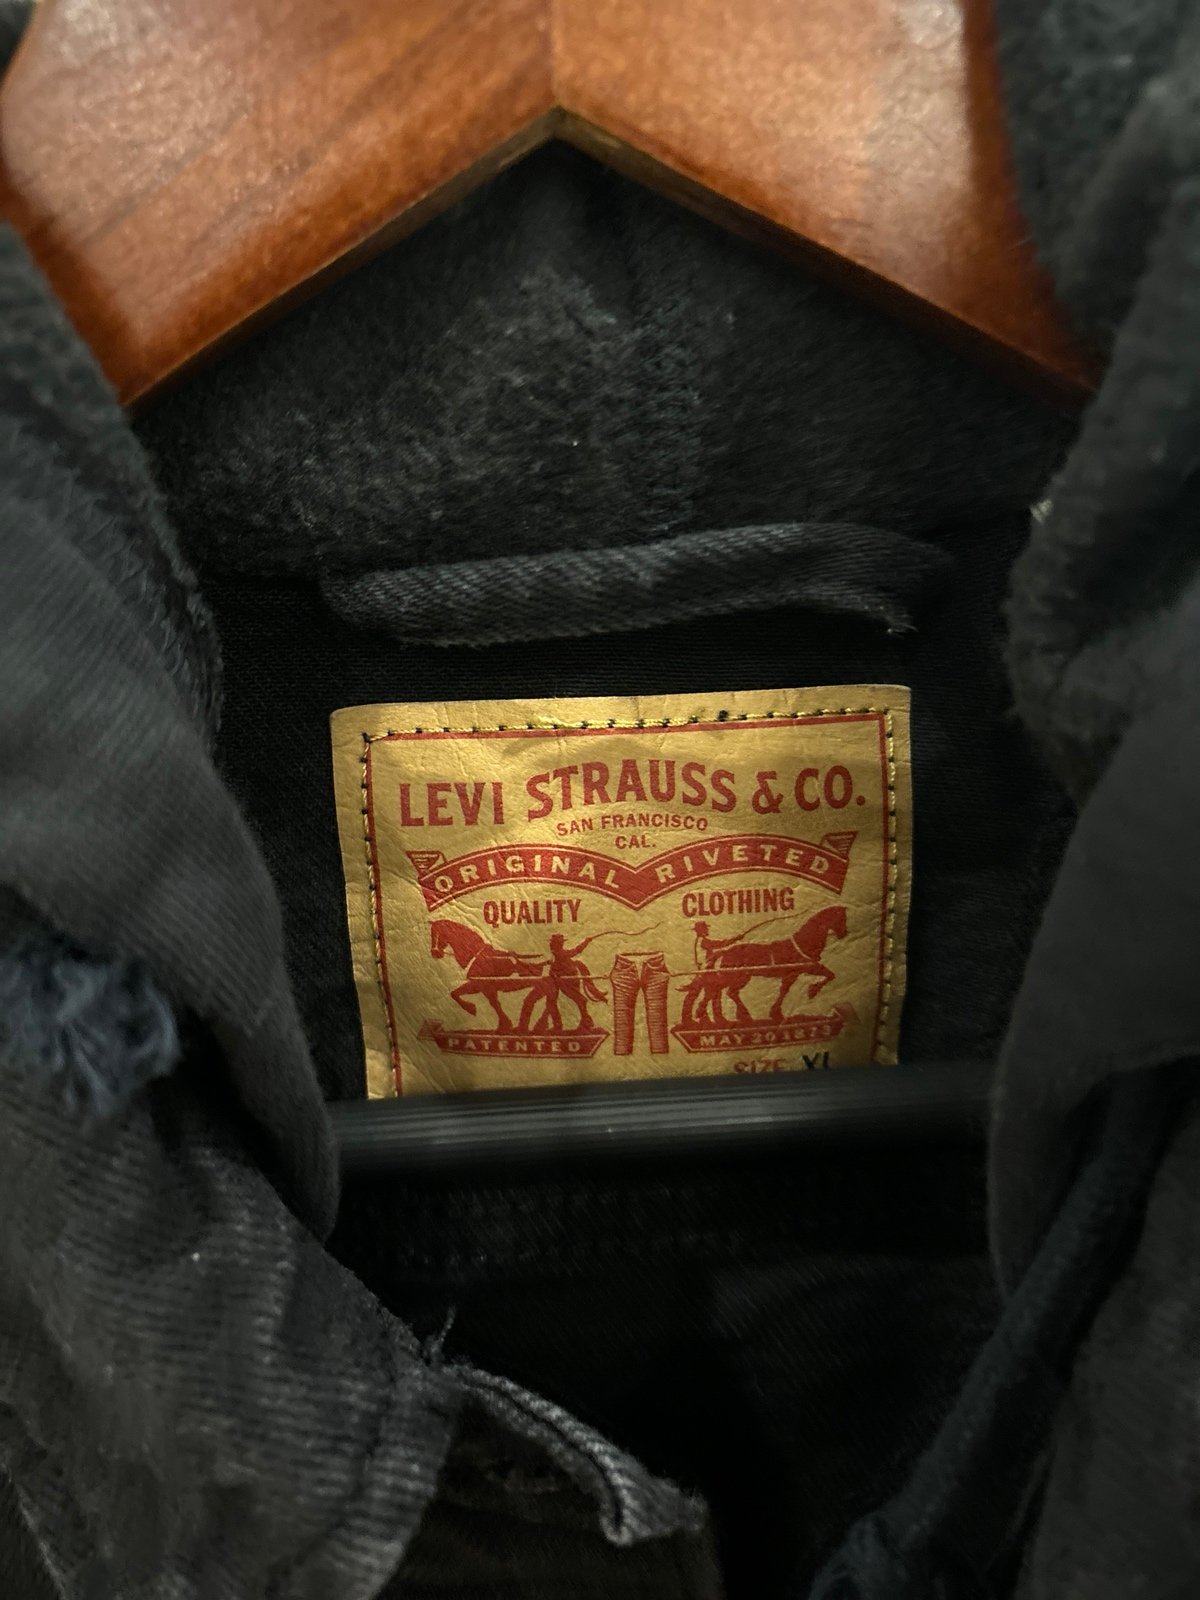 LEVI STRAUSS & CO.
SAN FRANCISCO
CAL.
ORIGINAL RIVETED
QUALITY CLOTHING
PATENTED MAY 20 1873
SIZE XL